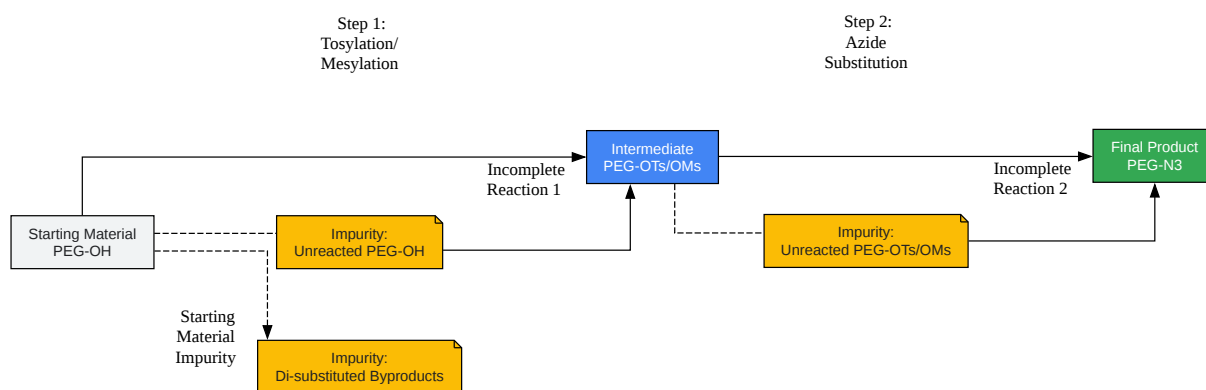 Step 1:
Tosylation/
Mesylation
Step 2:
Azide
Substitution
Starting Material
PEG-OH
Intermediate
PEG-OTs/OMs
Final Product
PEG-N3
Incomplete
Reaction 1
Incomplete
Reaction 2
Impurity:
Unreacted PEG-OH
Impurity:
Unreacted PEG-OTs/OMs
Starting
Material
Impurity
Impurity:
Di-substituted Byproducts